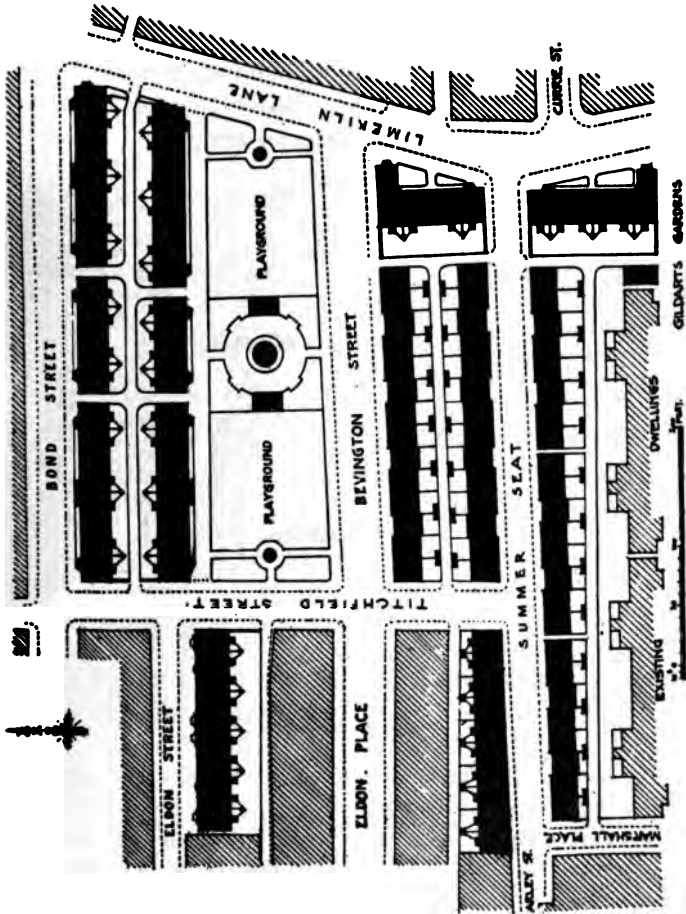 BOND STREET
LIMEKILN LANE
CURRIE ST.
PLAYGROUND
PLAYGROUND
TITCHFIELD STREET
BEVINGTON STREET
ELDON STREET
ELDON. PLACE
SUMMER SEAT
GILDARTS GARDENS
EXISTING DWELLINGS
MARSHALL PLACE